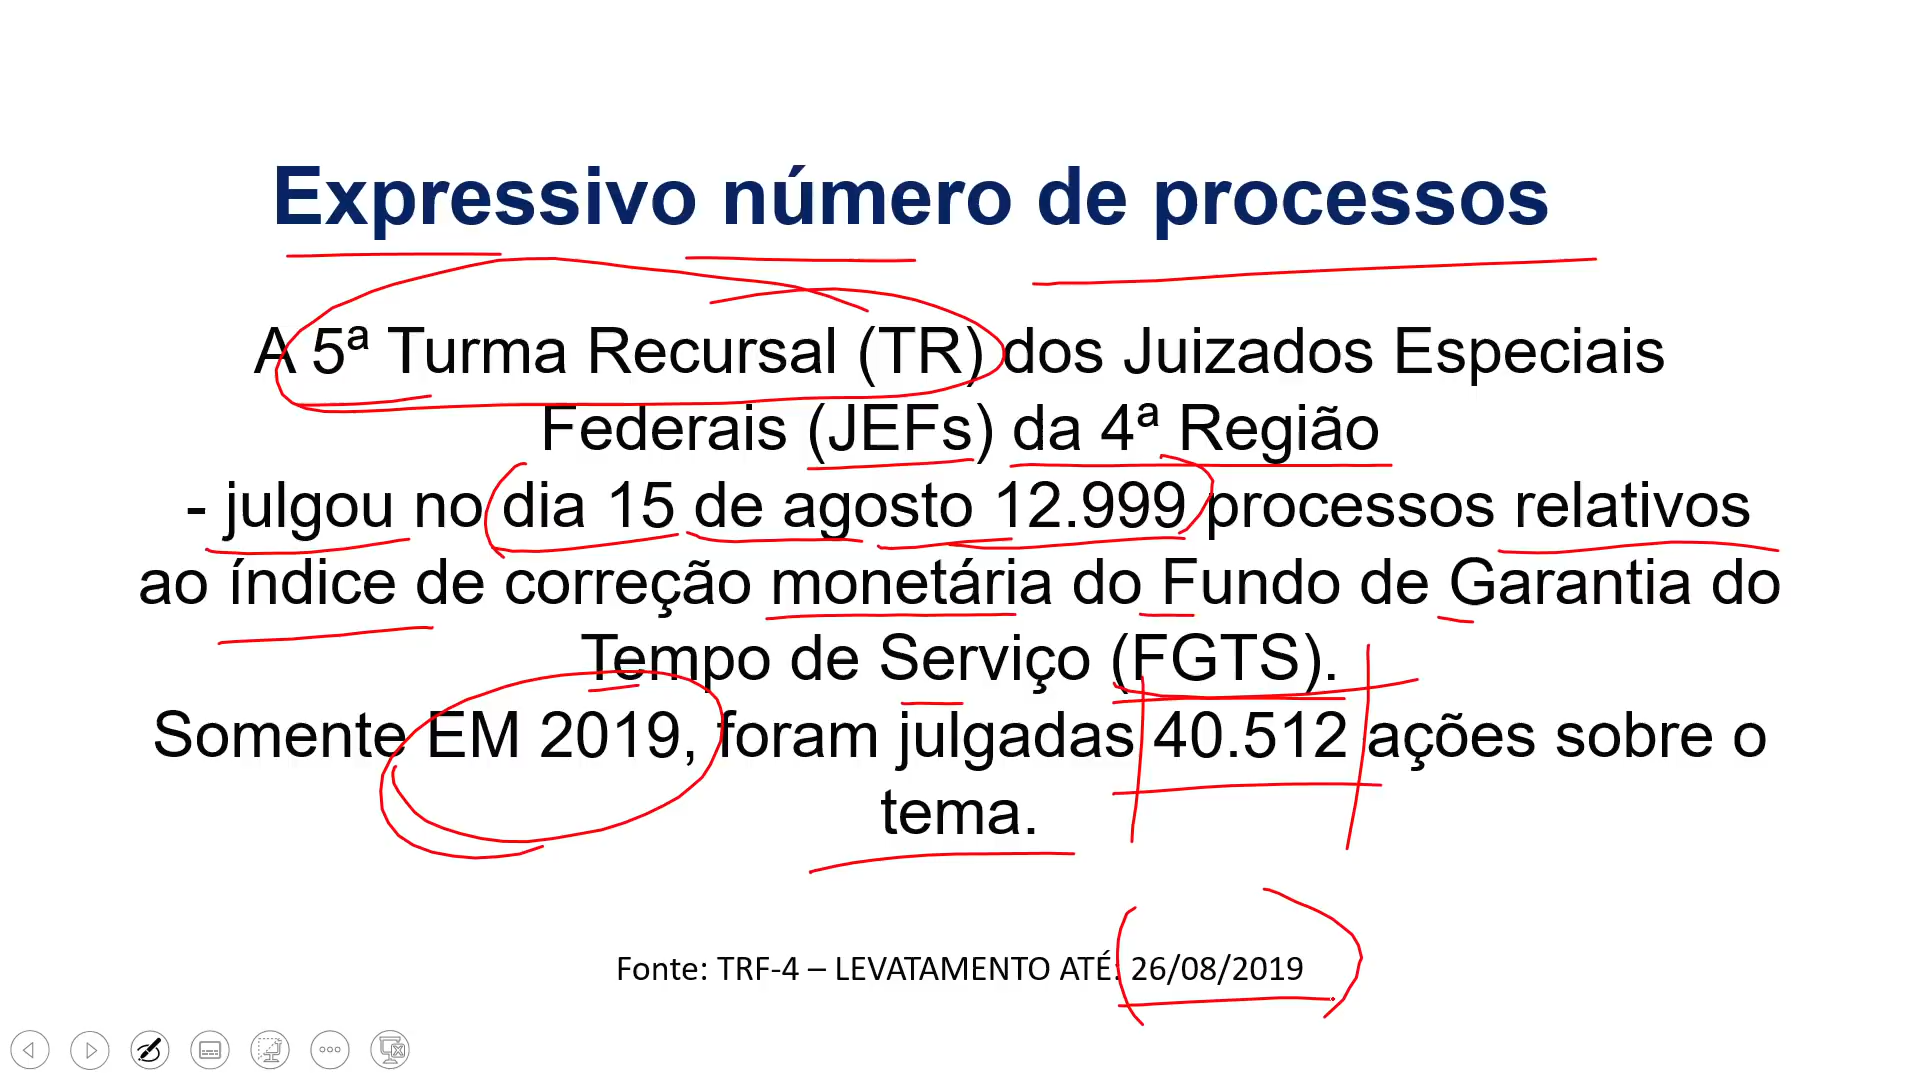 Expressivo número de processos
A 5ª Turma Recursal (TR) dos Juizados Especiais
Federais (JEFs) da 4ª Região
- julgou no dia 15 de agosto 12.999 processos relativos
ao índice de correção monetária do Fundo de Garantia do
Tempo de Serviço (FGTS).
Somente EM 2019, foram julgadas 40.512 ações sobre o
tema.
Fonte: TRF-4 – LEVATAMENTO ATÉ: 26/08/2019